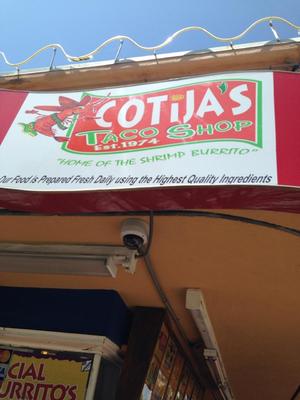 COTIJA'S
TACO SHOP
Est.1974
"HOME OF THE SHRIMP BURRITO"
Our Food is Prepared Fresh Daily using the Highest Quality Ingredients
CIAL
URRITO'S